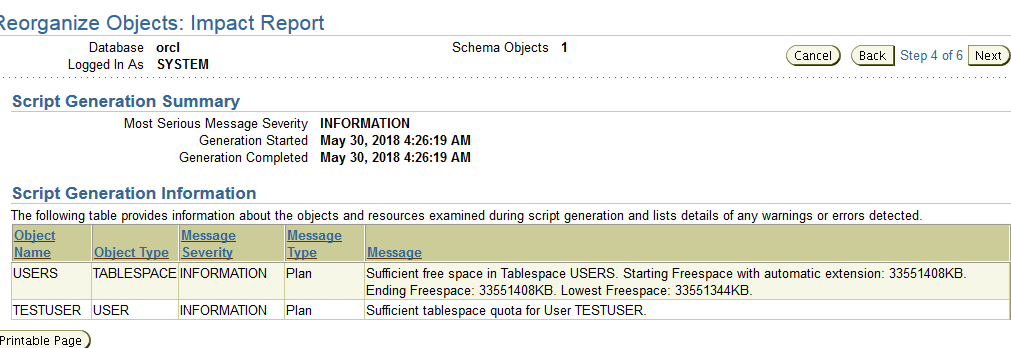 Reorganize Objects: Impact Report
Database orcl Schema Objects 1
Logged In As SYSTEM
Cancel Back Step 4 of 6 Next
Script Generation Summary
Most Serious Message Severity INFORMATION
Generation Started May 30, 2018 4:26:19 AM
Generation Completed May 30, 2018 4:26:19 AM
Script Generation Information
The following table provides information about the objects and resources examined during script generation and lists details of any warnings or errors detected.
Object Name Object Type Message Severity Message Type Message
USERS TABLESPACE INFORMATION Plan Sufficient free space in Tablespace USERS. Starting Freespace with automatic extension: 33551408KB.
Ending Freespace: 33551408KB. Lowest Freespace: 33551344KB.
TESTUSER USER INFORMATION Plan Sufficient tablespace quota for User TESTUSER.
Printable Page